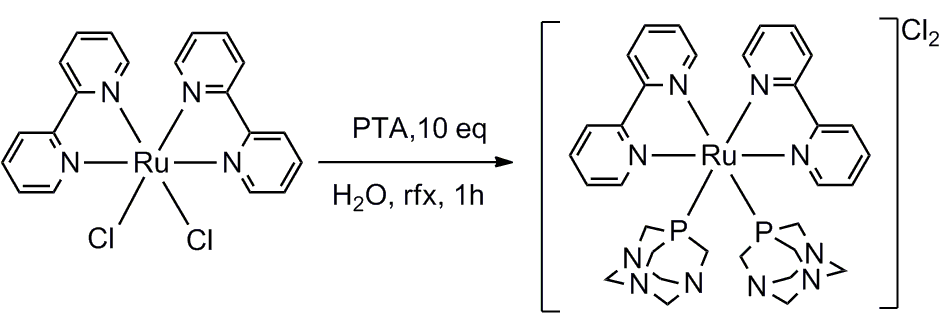 N N
N Ru N
Cl Cl
PTA,10 eq
H₂O, rfx, 1h
Cl₂
N N
N Ru N
P P
N N
N N N N